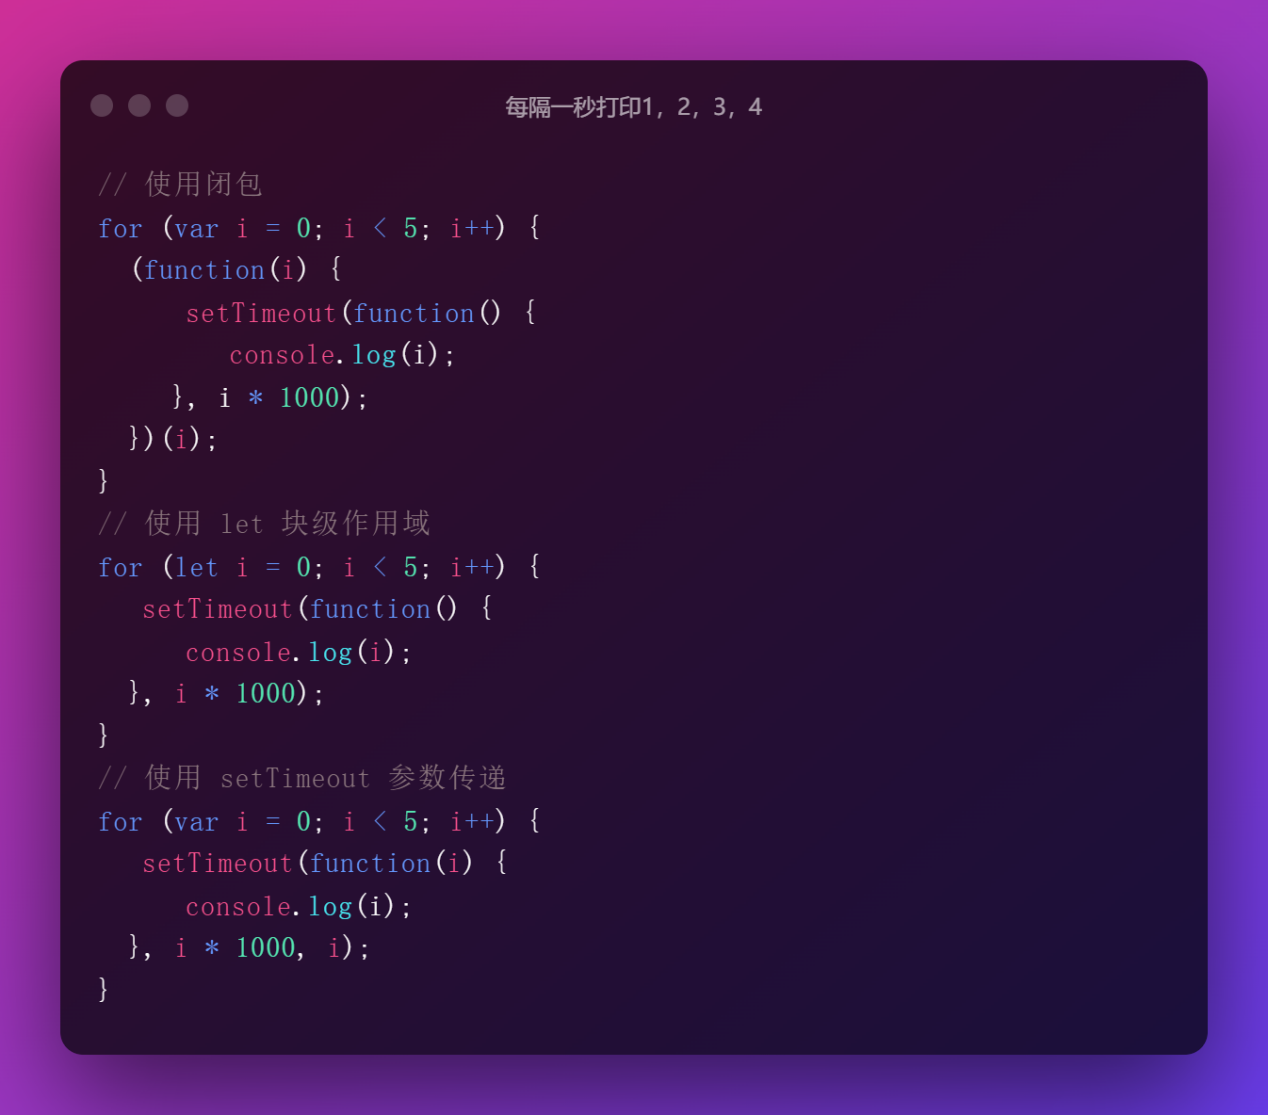 每隔一秒打印1，2，3，4
// 使用闭包
for (var i = 0; i < 5; i++) {
  (function(i) {
      setTimeout(function() {
         console.log(i);
     }, i * 1000);
  })(i);
}
// 使用 let 块级作用域
for (let i = 0; i < 5; i++) {
   setTimeout(function() {
      console.log(i);
  }, i * 1000);
}
// 使用 setTimeout 参数传递
for (var i = 0; i < 5; i++) {
   setTimeout(function(i) {
      console.log(i);
  }, i * 1000, i);
}